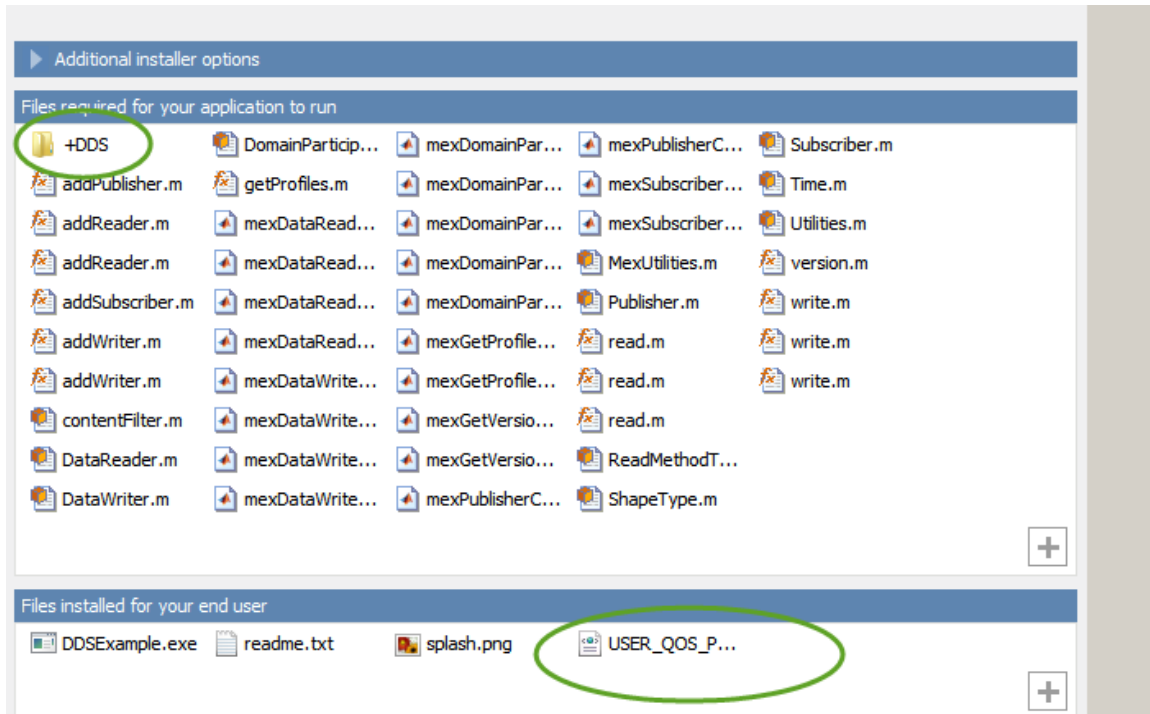 Additional installer options
Files required for your application to run
+DDS DomainParticip... mexDomainPar... mexPublisherC... Subscriber.m
addPublisher.m getProfiles.m mexDomainPar... mexSubscriber... Time.m
addReader.m mexDataRead... mexDomainPar... mexSubscriber... Utilities.m
addReader.m mexDataRead... mexDomainPar... MexUtilities.m version.m
addSubscriber.m mexDataRead... mexDomainPar... Publisher.m write.m
addWriter.m mexDataRead... mexGetProfile... read.m write.m
addWriter.m mexDataWrite... mexGetProfile... read.m write.m
contentFilter.m mexDataWrite... mexGetVersio... read.m
DataReader.m mexDataWrite... mexGetVersio... ReadMethodT...
DataWriter.m mexDataWrite... mexPublisherC... ShapeType.m
Files installed for your end user
DDSExample.exe readme.txt splash.png USER_QOS_P...